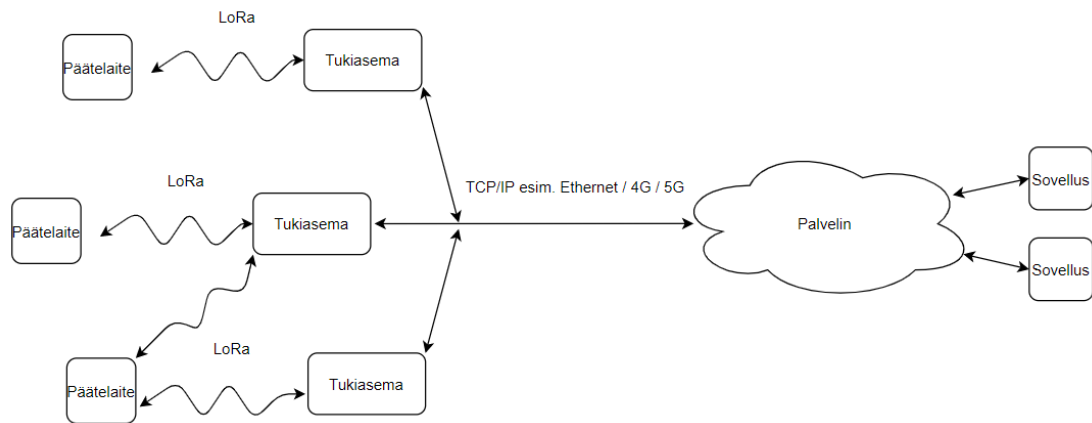 LoRa
Päätelaite
Tukiasema
LoRa
Päätelaite
Tukiasema
TCP/IP esim. Ethernet / 4G / 5G
Palvelin
Sovellus
Sovellus
LoRa
Päätelaite
Tukiasema